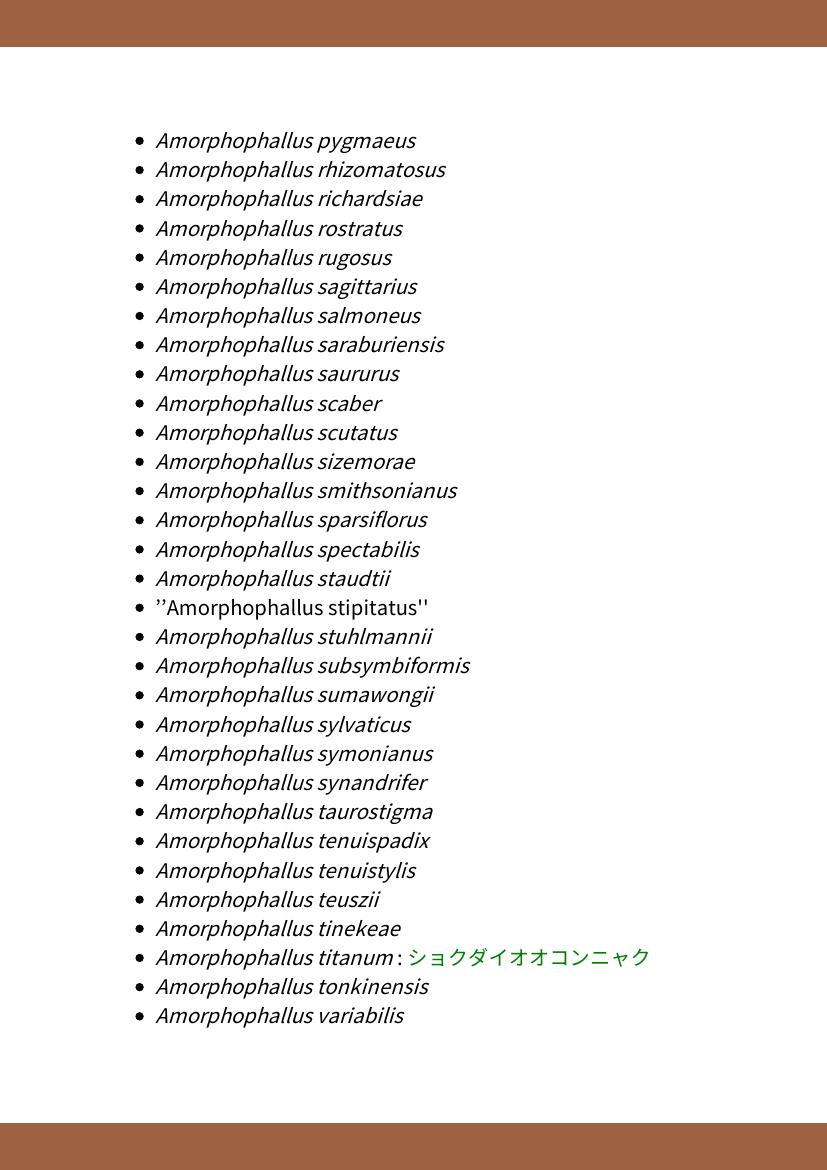 • Amorphophallus pygmaeus
• Amorphophallus rhizomatosus
• Amorphophallus richardsiae
• Amorphophallus rostratus
• Amorphophallus rugosus
• Amorphophallus sagittarius
• Amorphophallus salmoneus
• Amorphophallus saraburiensis
• Amorphophallus saururus
• Amorphophallus scaber
• Amorphophallus scutatus
• Amorphophallus sizemorae
• Amorphophallus smithsonianus
• Amorphophallus sparsiflorus
• Amorphophallus spectabilis
• Amorphophallus staudtii
• ’’Amorphophallus stipitatus''
• Amorphophallus stuhlmannii
• Amorphophallus subsymbiformis
• Amorphophallus sumawongii
• Amorphophallus sylvaticus
• Amorphophallus symonianus
• Amorphophallus synandrifer
• Amorphophallus taurostigma
• Amorphophallus tenuispadix
• Amorphophallus tenuistylis
• Amorphophallus teuszii
• Amorphophallus tinekeae
• Amorphophallus titanum : ショクダイオオコンニャク
• Amorphophallus tonkinensis
• Amorphophallus variabilis